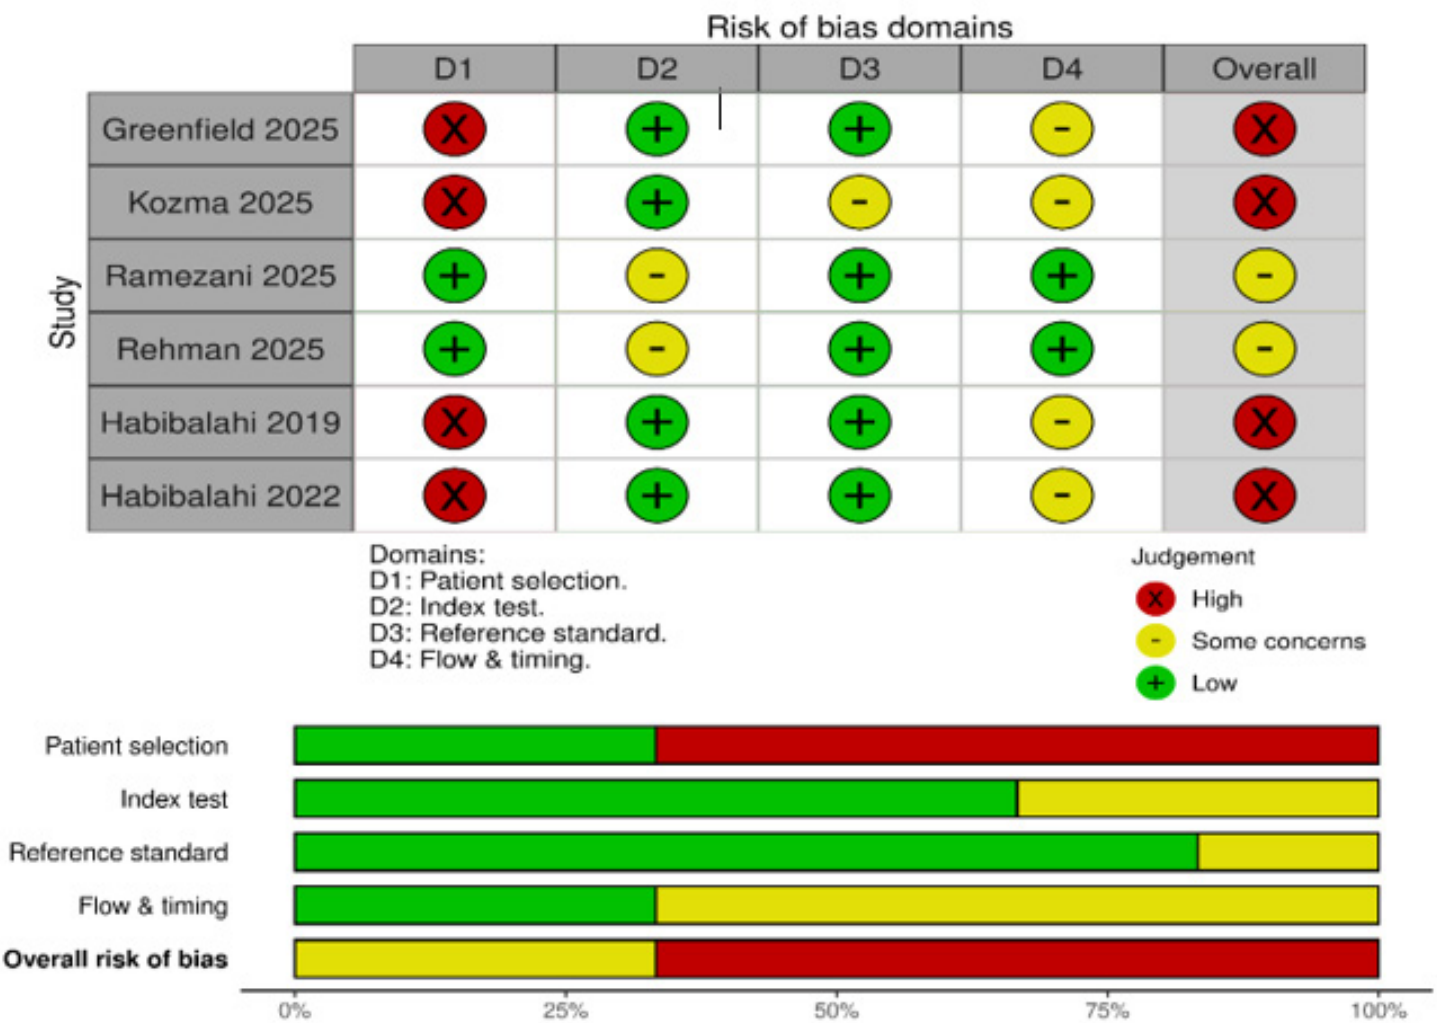 Risk of bias domains
D1 D2 D3 D4 Overall
Study
Greenfield 2025 X + + - X
Kozma 2025 X + - - X
Ramezani 2025 + - + + -
Rehman 2025 + - + + -
Habibalahi 2019 X + + - X
Habibalahi 2022 X + + - X
Domains:
D1: Patient selection.
D2: Index test.
D3: Reference standard.
D4: Flow & timing.
Judgement
X High
- Some concerns
+ Low
Patient selection
Index test
Reference standard
Flow & timing
Overall risk of bias
0% 25% 50% 75% 100%